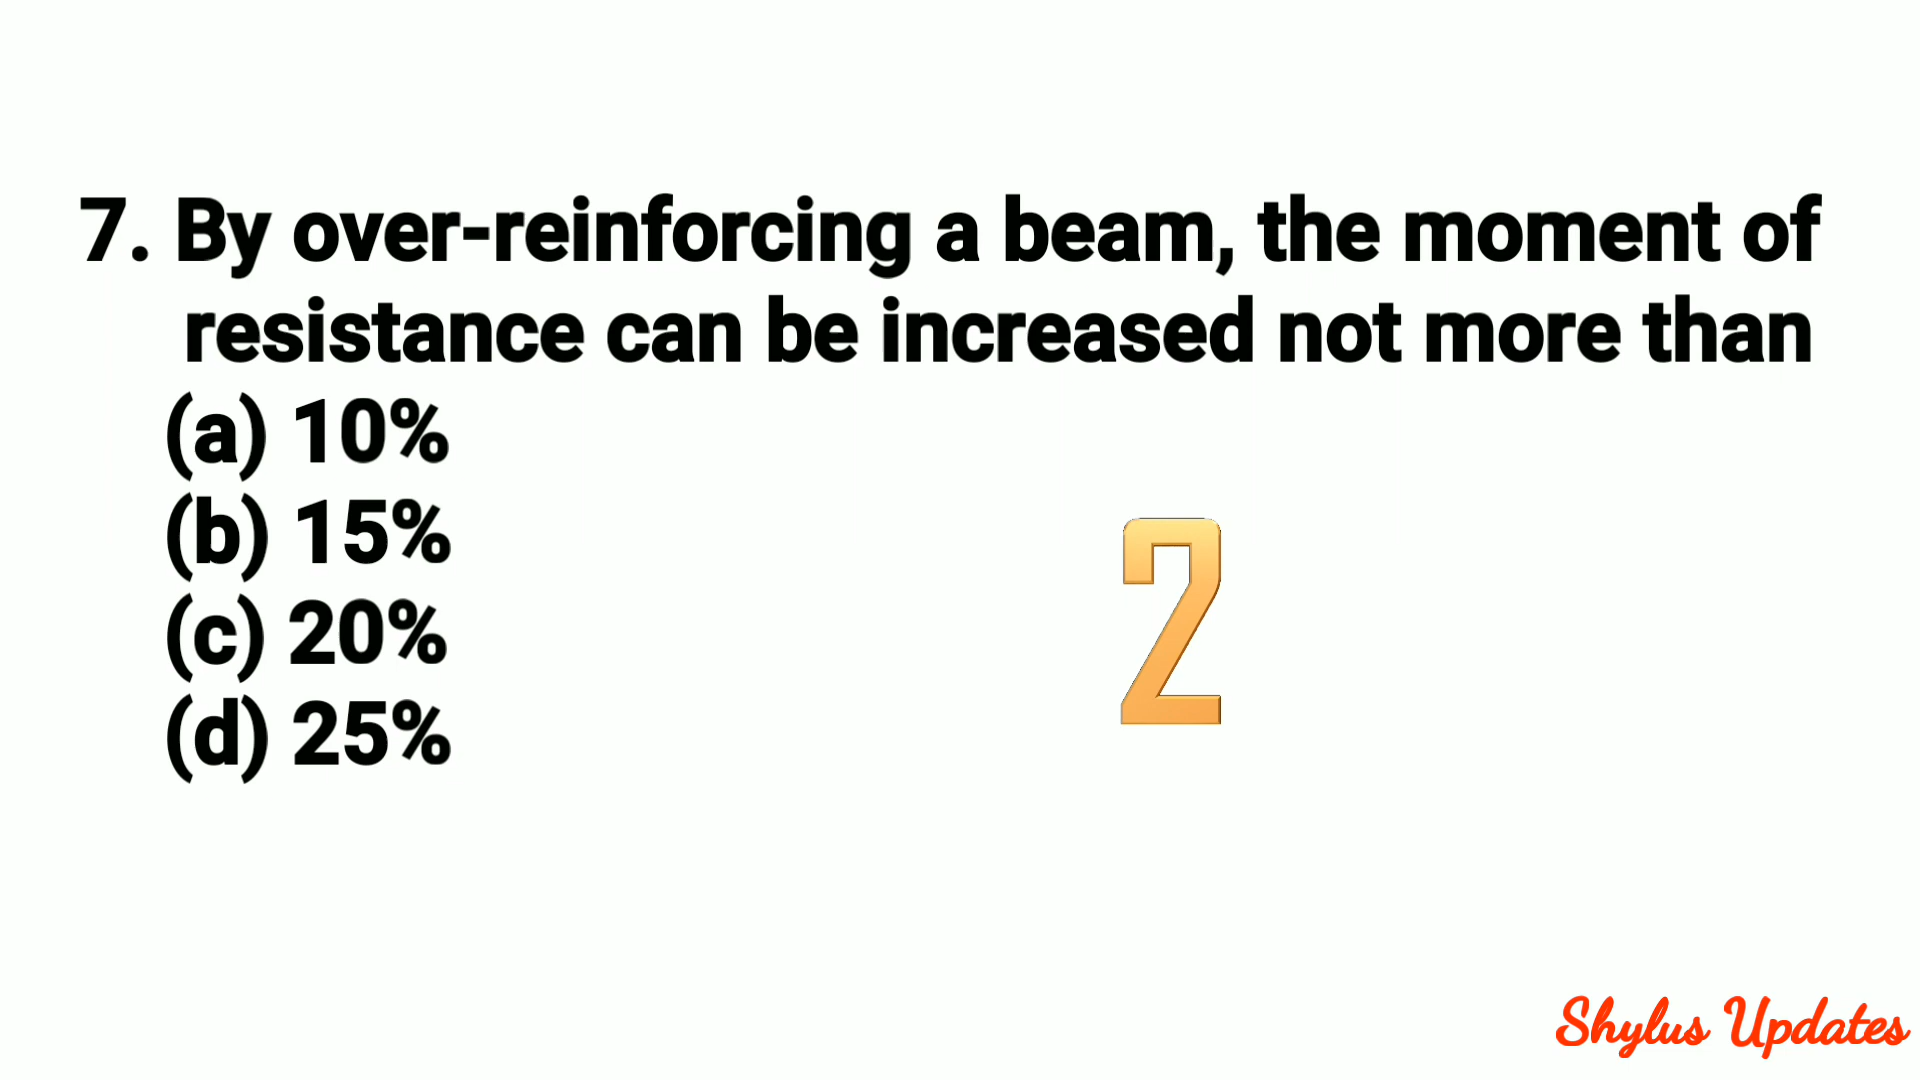 7. By over-reinforcing a beam, the moment of
resistance can be increased not more than
(a) 10%
(b) 15%
(c) 20%
(d) 25%
2
Shylus Updates